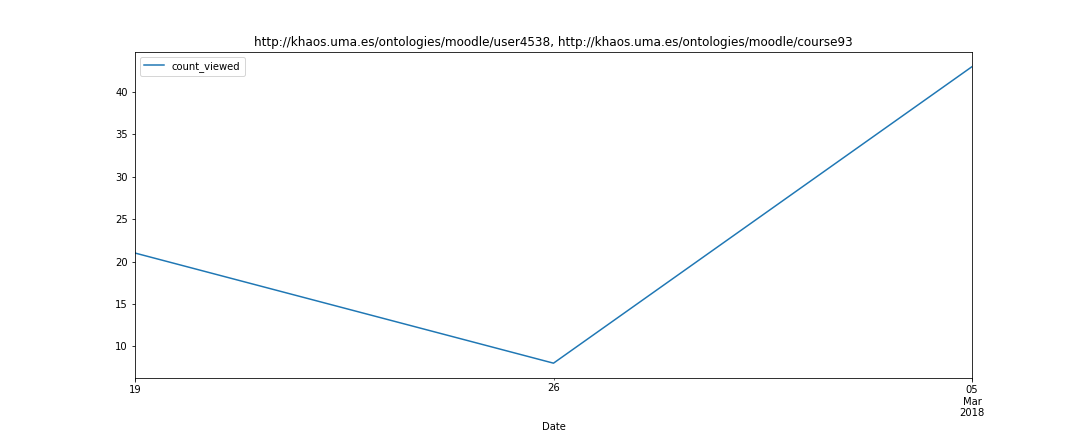 http://khaos.uma.es/ontologies/moodle/user4538, http://khaos.uma.es/ontologies/moodle/course93
count_viewed
40
35
30
25
20
15
10
19
26
05
Mar
2018
Date